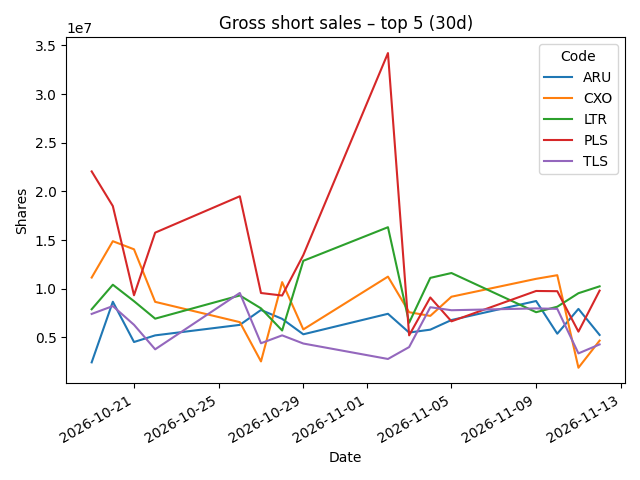 Gross short sales – top 5 (30d)
1e7
3.5
3.0
2.5
2.0
1.5
1.0
0.5
Shares
Code
ARU
CXO
LTR
PLS
TLS
2026-10-21
2026-10-25
2026-10-29
2026-11-01
2026-11-05
2026-11-09
2026-11-13
Date